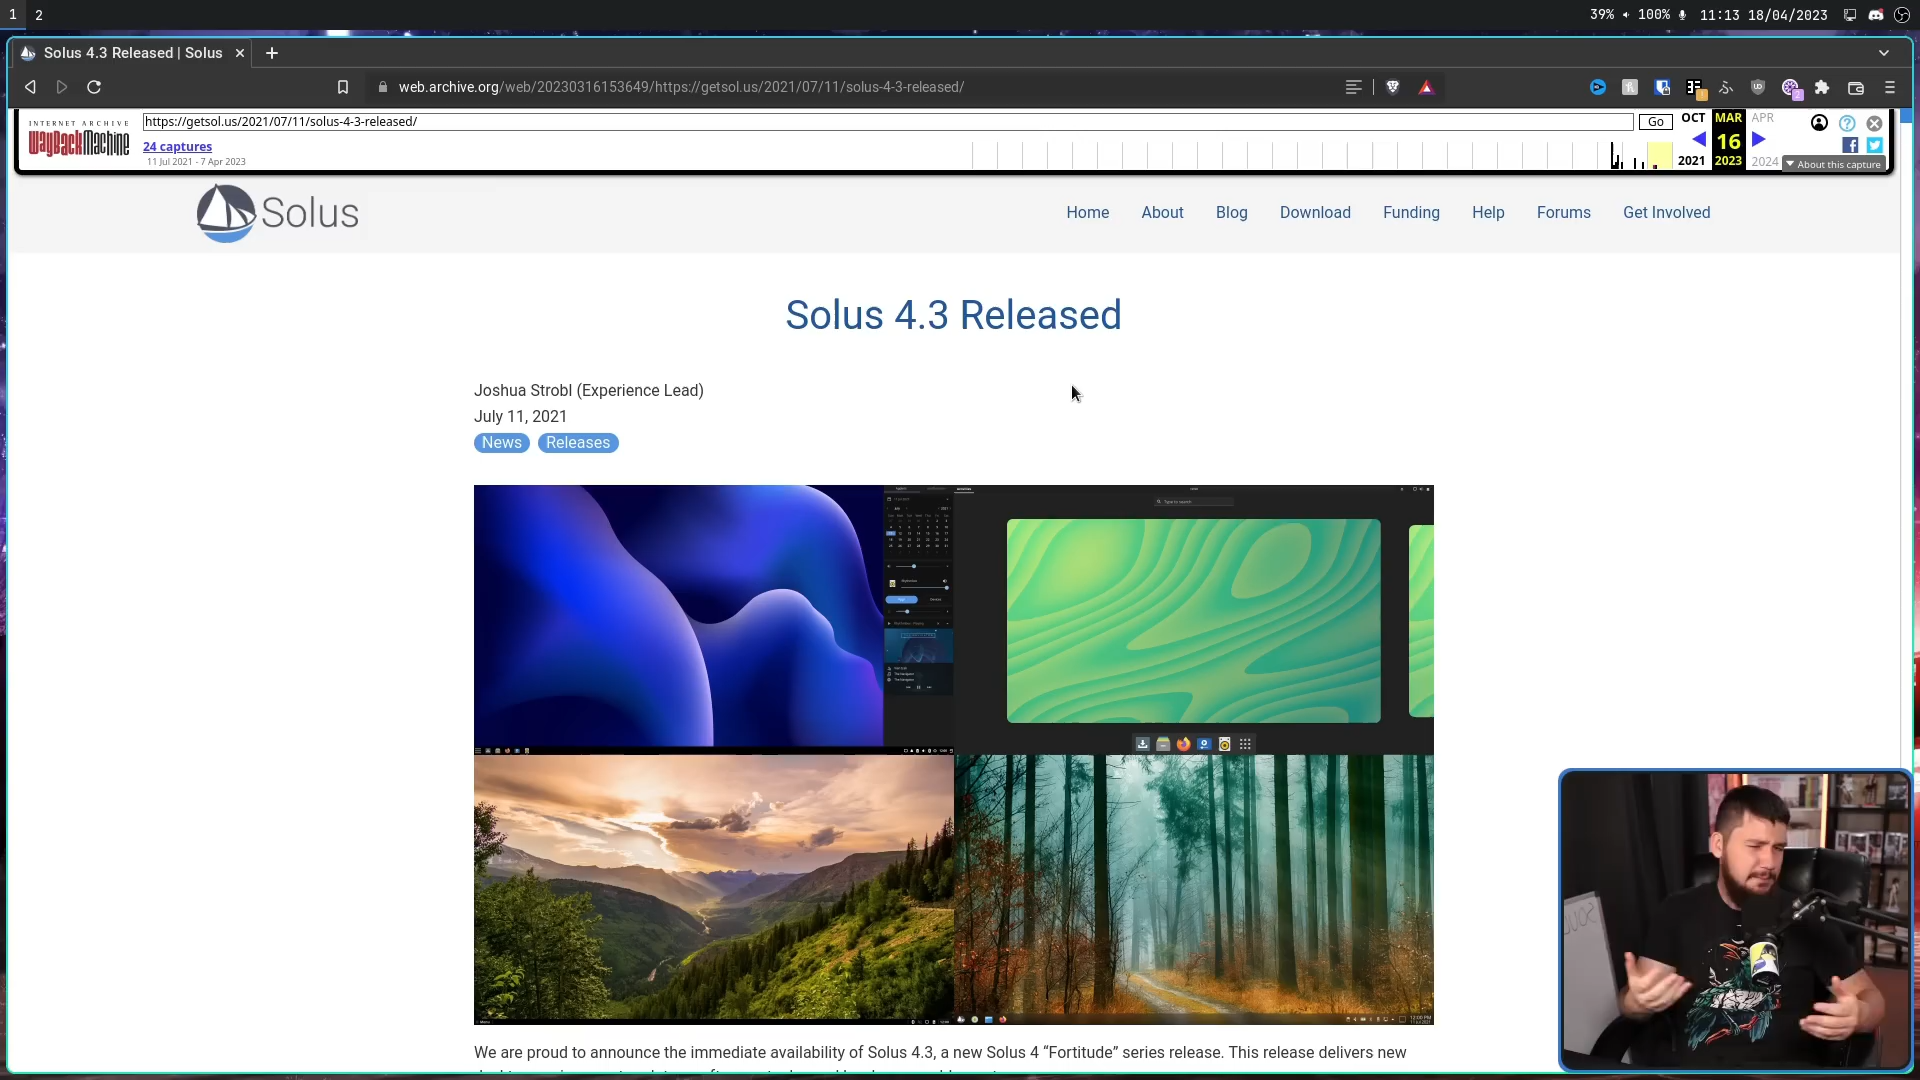 1 2
39% 100% 11:13 18/04/2023
Solus 4.3 Released | Solus
web.archive.org/web/20230316153649/https://getsol.us/2021/07/11/solus-4-3-released/
INTERNET ARCHIVE
WayBackMachine
https://getsol.us/2021/07/11/solus-4-3-released/
Go
OCT MAR APR
24 captures
16
11 Jul 2021 - 7 Apr 2023
2021 2023 2024
About this capture
Solus
Home About Blog Download Funding Help Forums Get Involved
Solus 4.3 Released
Joshua Strobl (Experience Lead)
July 11, 2021
News Releases
Type to search
We are proud to announce the immediate availability of Solus 4.3, a new Solus 4 “Fortitude” series release. This release delivers new